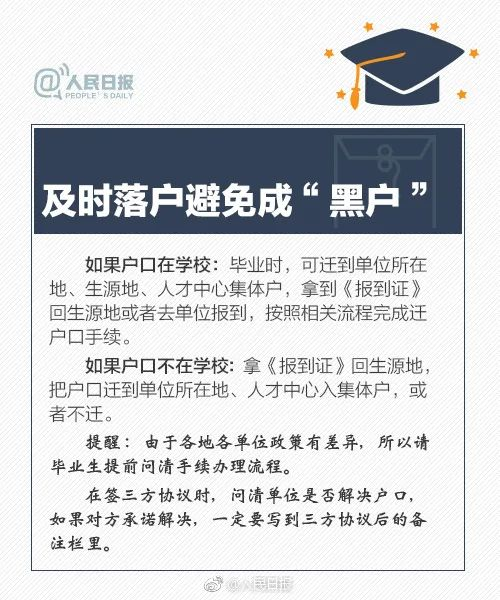 @人民日报
PEOPLE'S DAILY
及时落户避免成“黑户”
如果户口在学校：毕业时，可迁到单位所在
地、生源地、人才中心集体户，拿到《报到证》
回生源地或者去单位报到，按照相关流程完成迁
户口手续。
如果户口不在学校：拿《报到证》回生源地，
把户口迁到单位所在地、人才中心入集体户，或
者不迁。
提醒：由于各地各单位政策有差异，所以请
毕业生提前问清手续办理流程。
在签三方协议时，问清单位是否解决户口，
如果对方承诺解决，一定要写到三方协议后的备
注栏里。
@人民日报